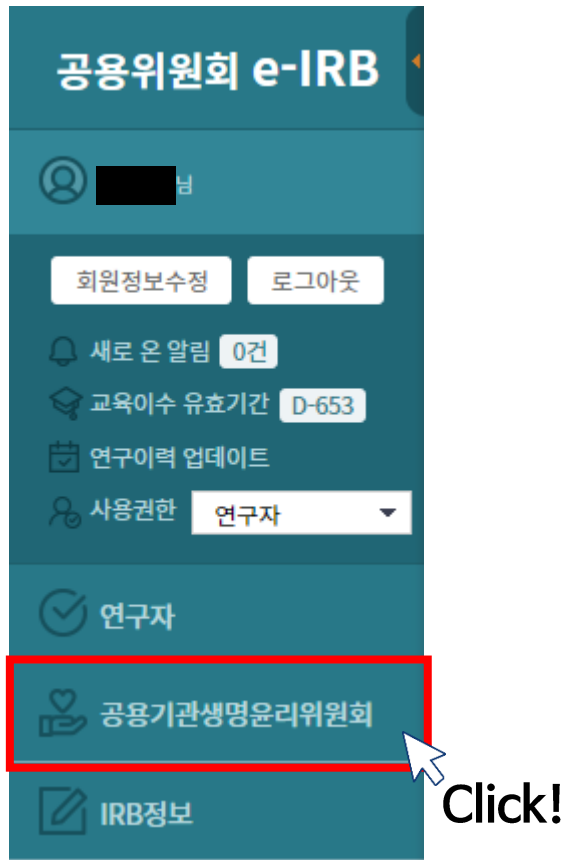 공용위원회 e-IRB
님
회원정보수정 로그아웃
새로 온 알림 0건
교육이수 유효기간 D-653
연구이력 업데이트
사용권한 연구자
연구자
공용기관생명윤리위원회
IRB정보
Click!